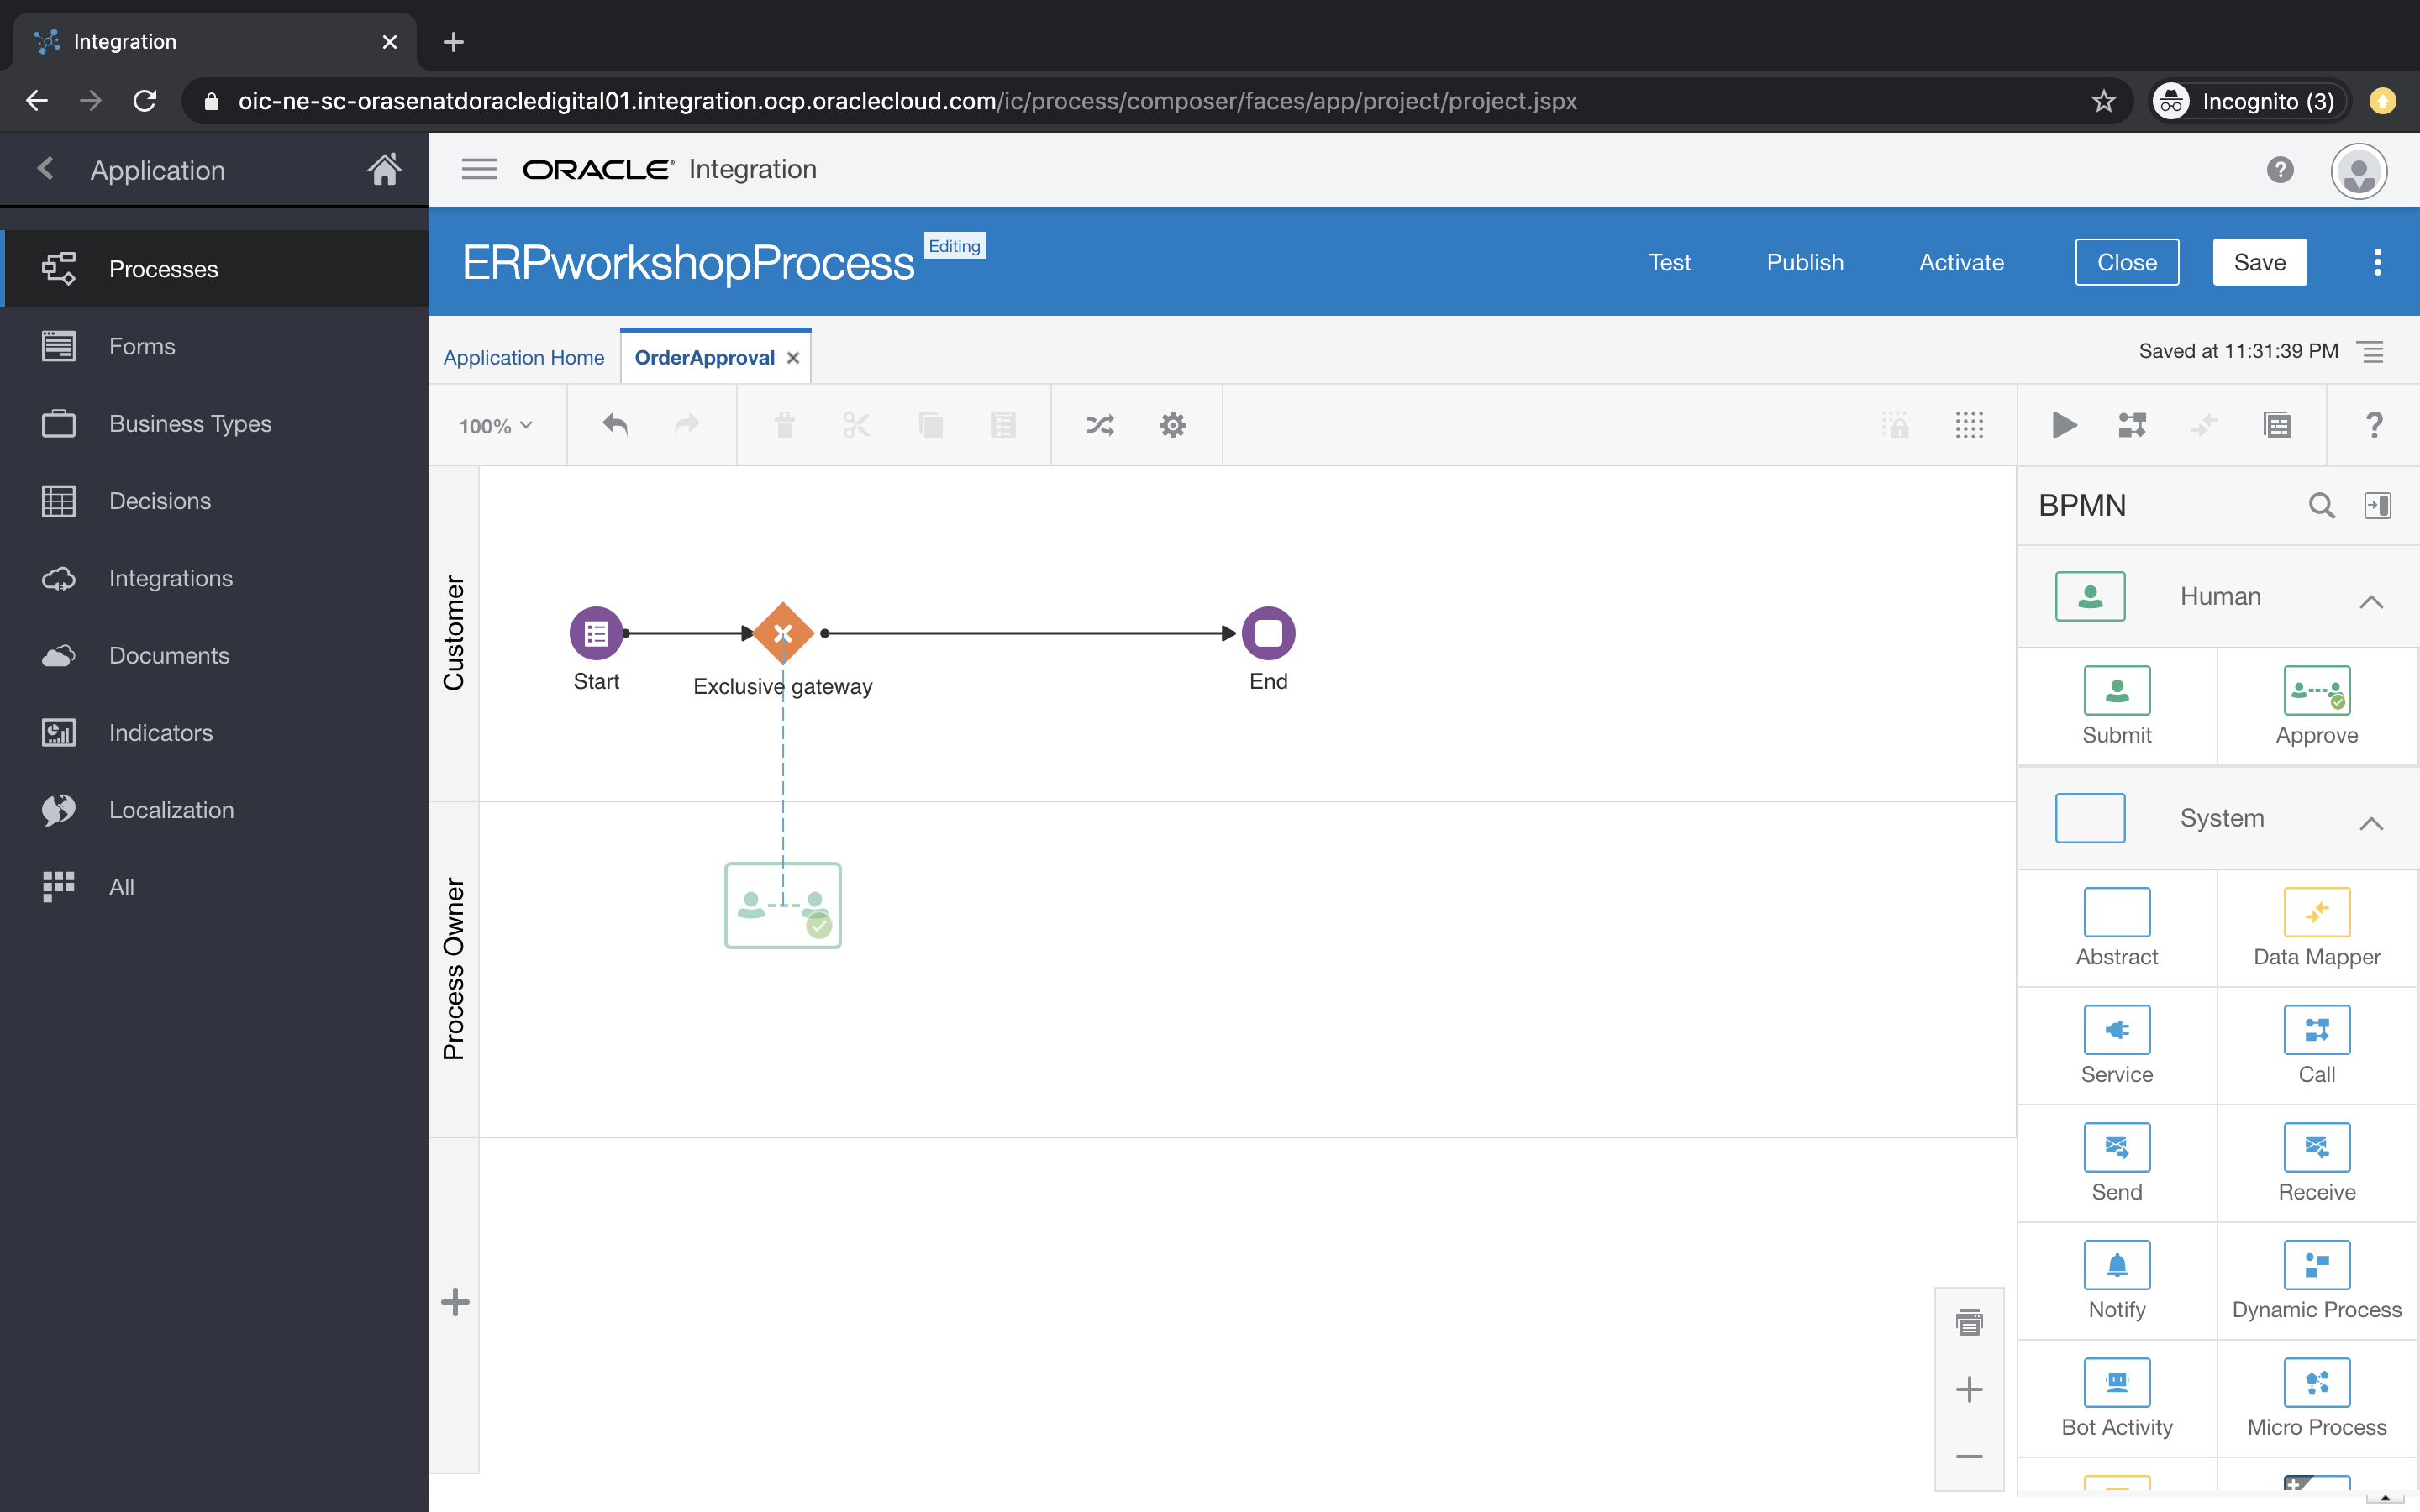 Integration
oic-ne-sc-orasenatdoracledigital01.integration.ocp.oraclecloud.com/ic/process/composer/faces/app/project/project.jspx
Incognito (3)
Application
ORACLE Integration
Processes
Forms
Business Types
Decisions
Integrations
Documents
Indicators
Localization
All
ERPworkshopProcess
Editing
Test
Publish
Activate
Close
Save
Application Home
OrderApproval
Saved at 11:31:39 PM
100%
Customer
Start
Exclusive gateway
End
Process Owner
BPMN
Human
Submit
Approve
System
Abstract
Data Mapper
Service
Call
Send
Receive
Notify
Dynamic Process
Bot Activity
Micro Process